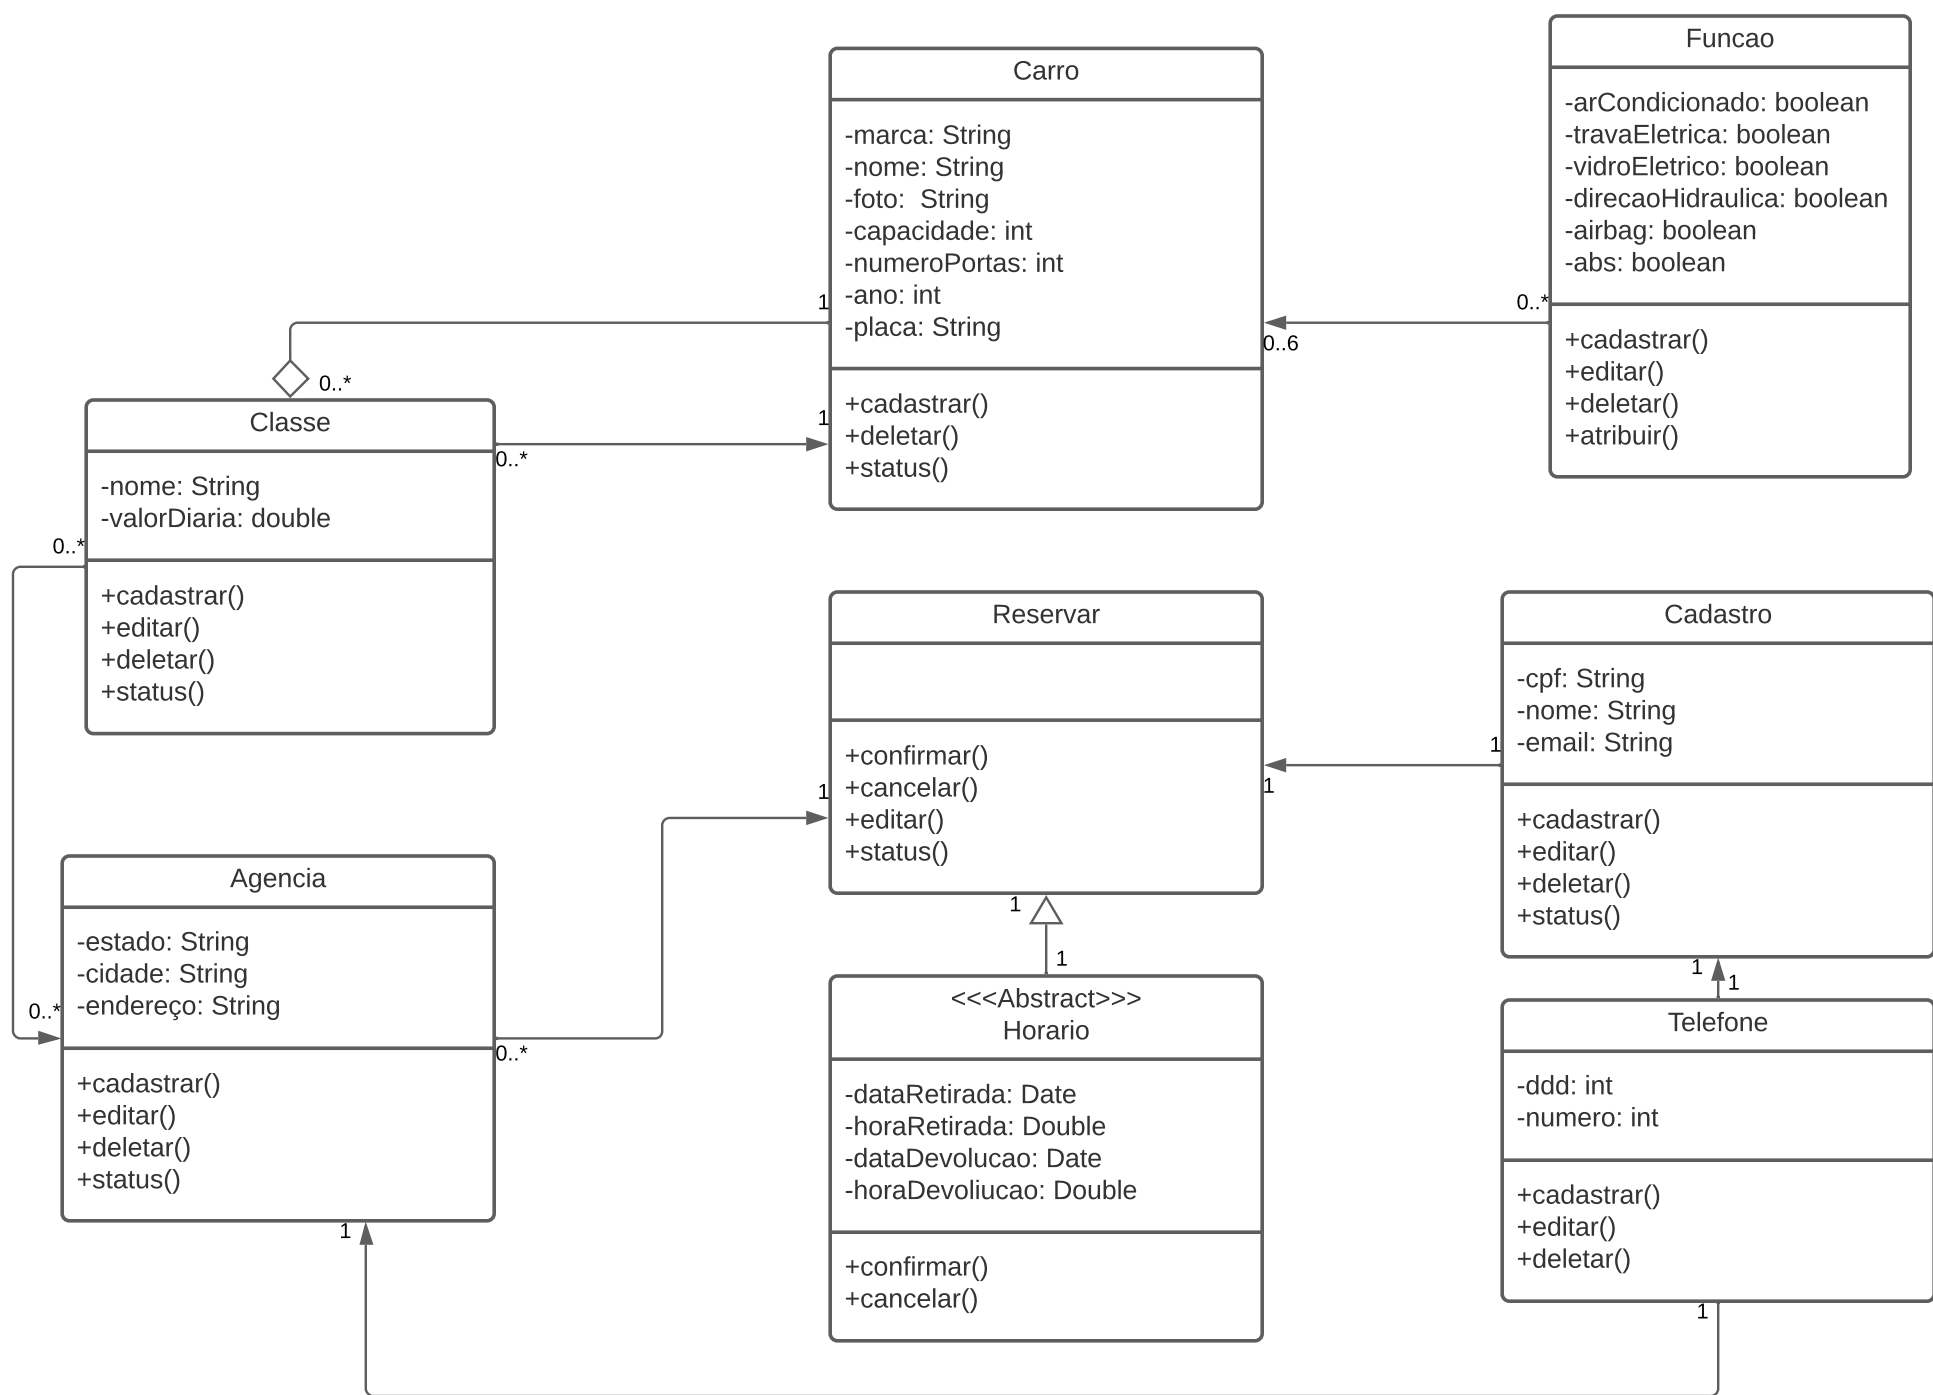 Carro
-marca: String
-nome: String
-foto:  String
-capacidade: int
-numeroPortas: int
-ano: int
-placa: String
+cadastrar()
+deletar()
+status()
Funcao
-arCondicionado: boolean
-travaEletrica: boolean
-vidroEletrico: boolean
-direcaoHidraulica: boolean
-airbag: boolean
-abs: boolean
+cadastrar()
+editar()
+deletar()
+atribuir()
1
0..*
0..6
0..*
1
0..*
Classe
-nome: String
-valorDiaria: double
+cadastrar()
+editar()
+deletar()
+status()
0..*
0..*
Reservar
+confirmar()
+cancelar()
+editar()
+status()
1
1
1
Cadastro
-cpf: String
-nome: String
-email: String
+cadastrar()
+editar()
+deletar()
+status()
Agencia
-estado: String
-cidade: String
-endereço: String
+cadastrar()
+editar()
+deletar()
+status()
0..*
1
1
1
<<<Abstract>>>
Horario
-dataRetirada: Date
-horaRetirada: Double
-dataDevolucao: Date
-horaDevoliucao: Double
+confirmar()
+cancelar()
1
1
Telefone
-ddd: int
-numero: int
+cadastrar()
+editar()
+deletar()
1